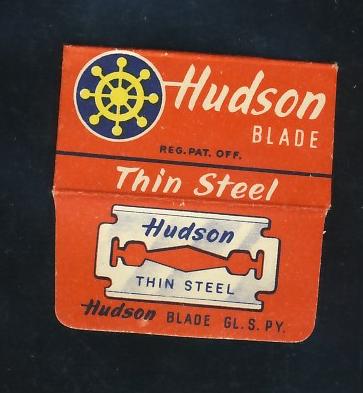 Hudson
BLADE
REG.PAT. OFF.
Thin Steel
Hudson
THIN STEEL
Hudson BLADE GL. S. PY.